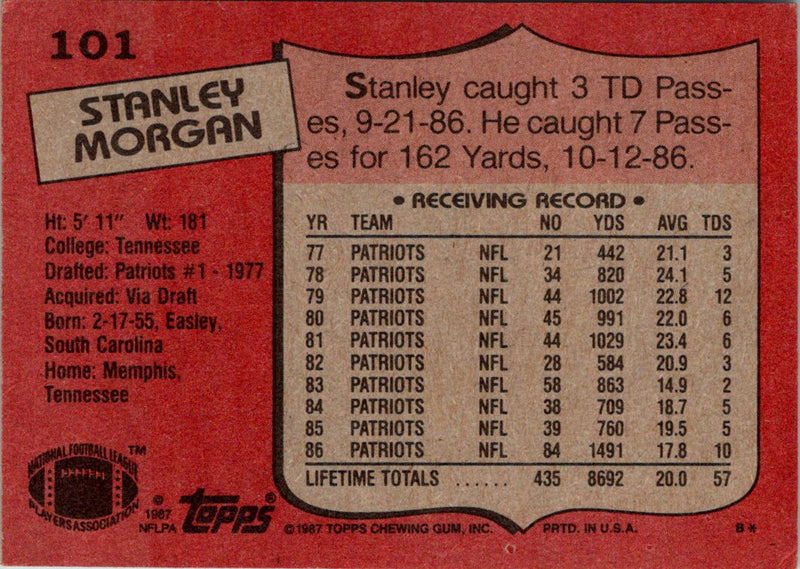 101
STANLEY
MORGAN
Stanley caught 3 TD Pass-
es, 9-21-86. He caught 7 Pass-
es for 162 Yards, 10-12-86.
Ht: 5' 11" Wt: 181
College: Tennessee
Drafted: Patriots #1 - 1977
Acquired: Via Draft
Born: 2-17-55, Easley,
South Carolina
Home: Memphis,
Tennessee
• RECEIVING RECORD •
YR TEAM NO YDS AVG TDS
77 PATRIOTS NFL 21 442 21.1 3
78 PATRIOTS NFL 34 820 24.1 5
79 PATRIOTS NFL 44 1002 22.8 12
80 PATRIOTS NFL 45 991 22.0 6
81 PATRIOTS NFL 44 1029 23.4 6
82 PATRIOTS NFL 28 584 20.9 3
83 PATRIOTS NFL 58 863 14.9 2
84 PATRIOTS NFL 38 709 18.7 5
85 PATRIOTS NFL 39 760 19.5 5
86 PATRIOTS NFL 84 1491 17.8 10
LIFETIME TOTALS ...... 435 8692 20.0 57
NATIONAL FOOTBALL LEAGUE ™
PLAYERS ASSOCIATION
©
1987
NFLPA
Topps®
©1987 TOPPS CHEWING GUM, INC. PRTD. IN U.S.A. B*